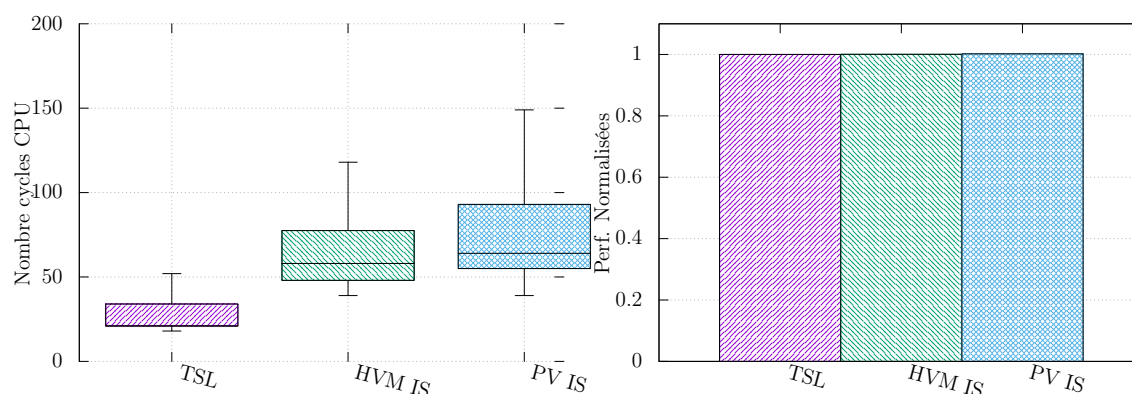 Nombre cycles CPU
200
150
100
50
0
TSL
HVM IS
PV IS
Perf. Normalisées
1
0.8
0.6
0.4
0.2
0
TSL
HVM IS
PV IS